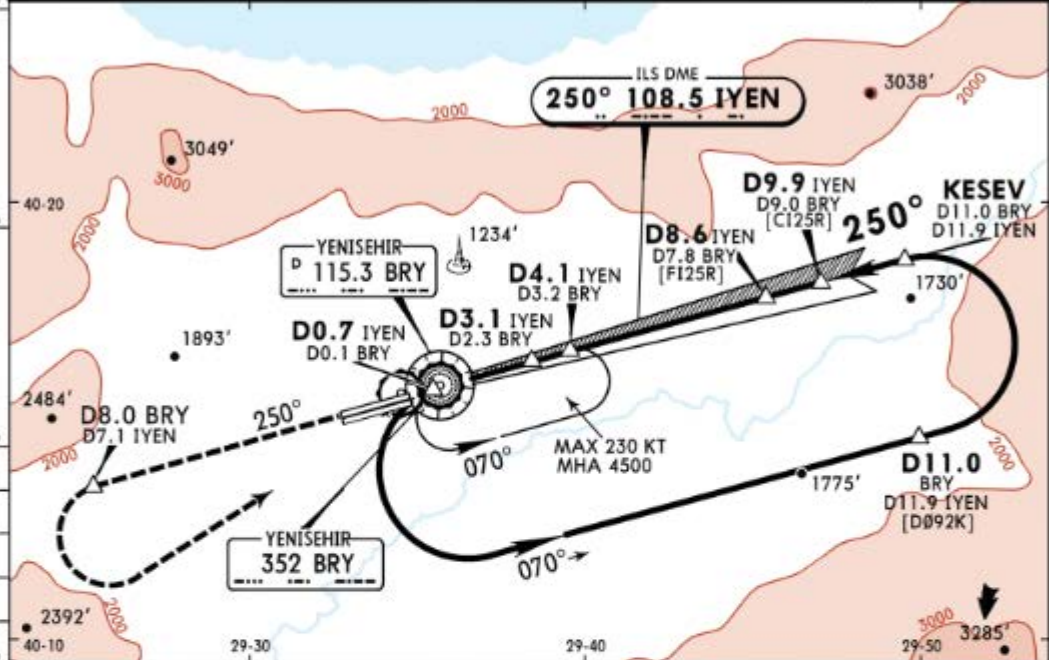 ILS DME
250° 108.5 IYEN
3038'
2000
2000
3049'
3000
40-20
2000
D9.9 IYEN
D9.0 BRY
[CI25R]
250°
KESEV
D11.0 BRY
D11.9 IYEN
YENISEHIR
D 115.3 BRY
1234'
D8.6 IYEN
D7.8 BRY
[FI25R]
D4.1 IYEN
D3.2 BRY
1730'
D0.7 IYEN
D0.1 BRY
D3.1 IYEN
D2.3 BRY
1893'
2484'
2000
D8.0 BRY
D7.1 IYEN
250°
070°
MAX 230 KT
MHA 4500
2000
1775'
D11.0
BRY
D11.9 IYEN
[DØ92K]
YENISEHIR
352 BRY
070°
2392'
2000
3000
3285'
40-10
29-30
29-40
29-50